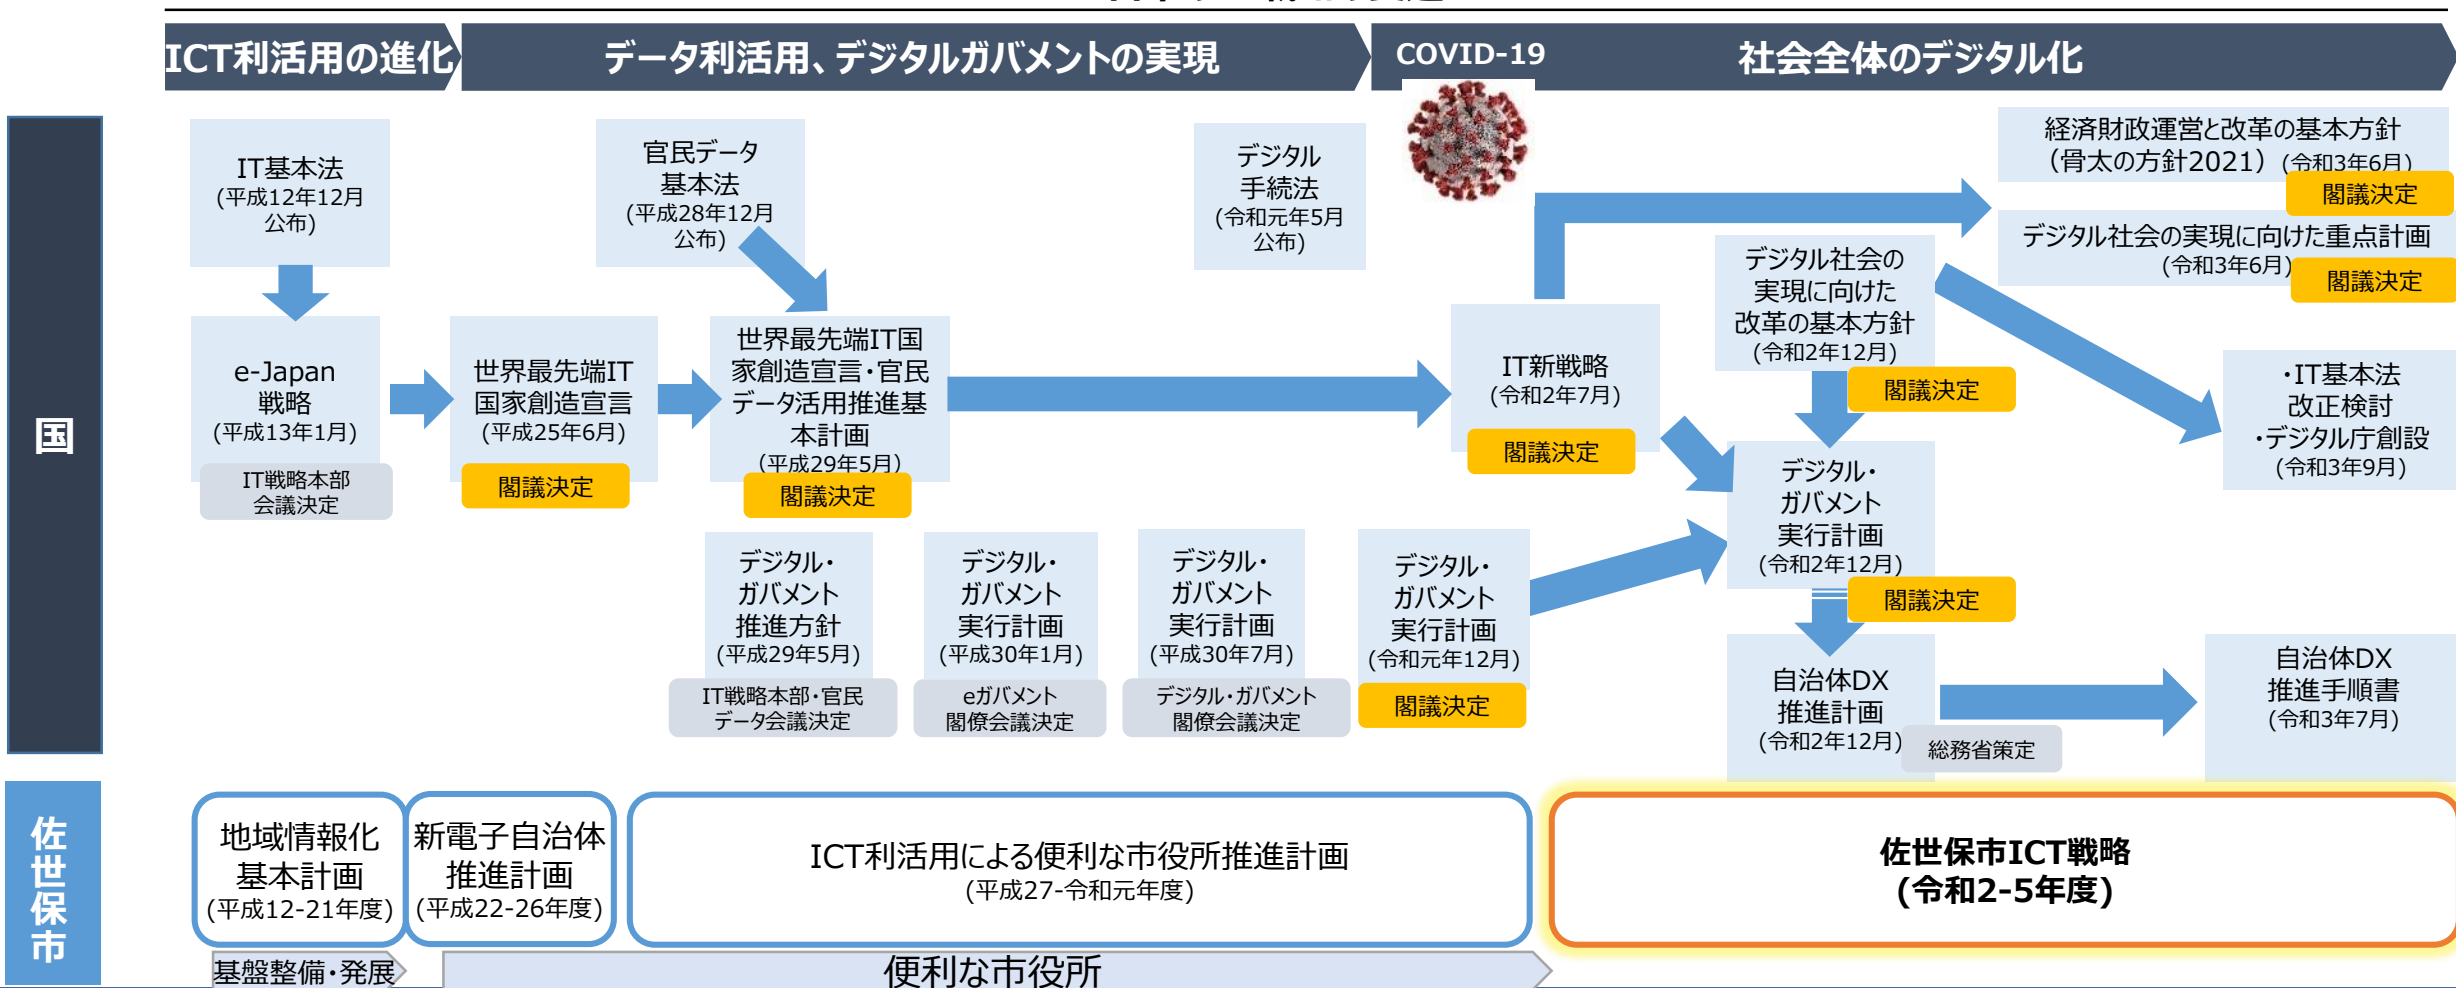 ICT利活用の進化
データ利活用、デジタルガバメントの実現
COVID-19
社会全体のデジタル化
国
IT基本法
(平成12年12月
公布)
官民データ
基本法
(平成28年12月
公布)
デジタル
手続法
(令和元年5月
公布)
経済財政運営と改革の基本方針
（骨太の方針2021）(令和3年6月)
閣議決定
デジタル社会の実現に向けた重点計画
(令和3年6月)
閣議決定
デジタル社会の
実現に向けた
改革の基本方針
(令和2年12月)
閣議決定
e-Japan
戦略
(平成13年1月)
IT戦略本部
会議決定
世界最先端IT
国家創造宣言
(平成25年6月)
閣議決定
世界最先端IT国
家創造宣言・官民
データ活用推進基
本計画
(平成29年5月)
閣議決定
IT新戦略
(令和2年7月)
閣議決定
・IT基本法
改正検討
・デジタル庁創設
(令和3年9月)
デジタル・
ガバメント
実行計画
(令和2年12月)
閣議決定
デジタル・
ガバメント
推進方針
(平成29年5月)
IT戦略本部・官民
データ会議決定
デジタル・
ガバメント
実行計画
(平成30年1月)
eガバメント
閣僚会議決定
デジタル・
ガバメント
実行計画
(平成30年7月)
デジタル・ガバメント
閣僚会議決定
デジタル・
ガバメント
実行計画
(令和元年12月)
閣議決定
自治体DX
推進計画
(令和2年12月)
総務省策定
自治体DX
推進手順書
(令和3年7月)
佐世保市
地域情報化
基本計画
(平成12-21年度)
新電子自治体
推進計画
(平成22-26年度)
ICT利活用による便利な市役所推進計画
(平成27-令和元年度)
佐世保市ICT戦略
(令和2-5年度)
基盤整備・発展
便利な市役所